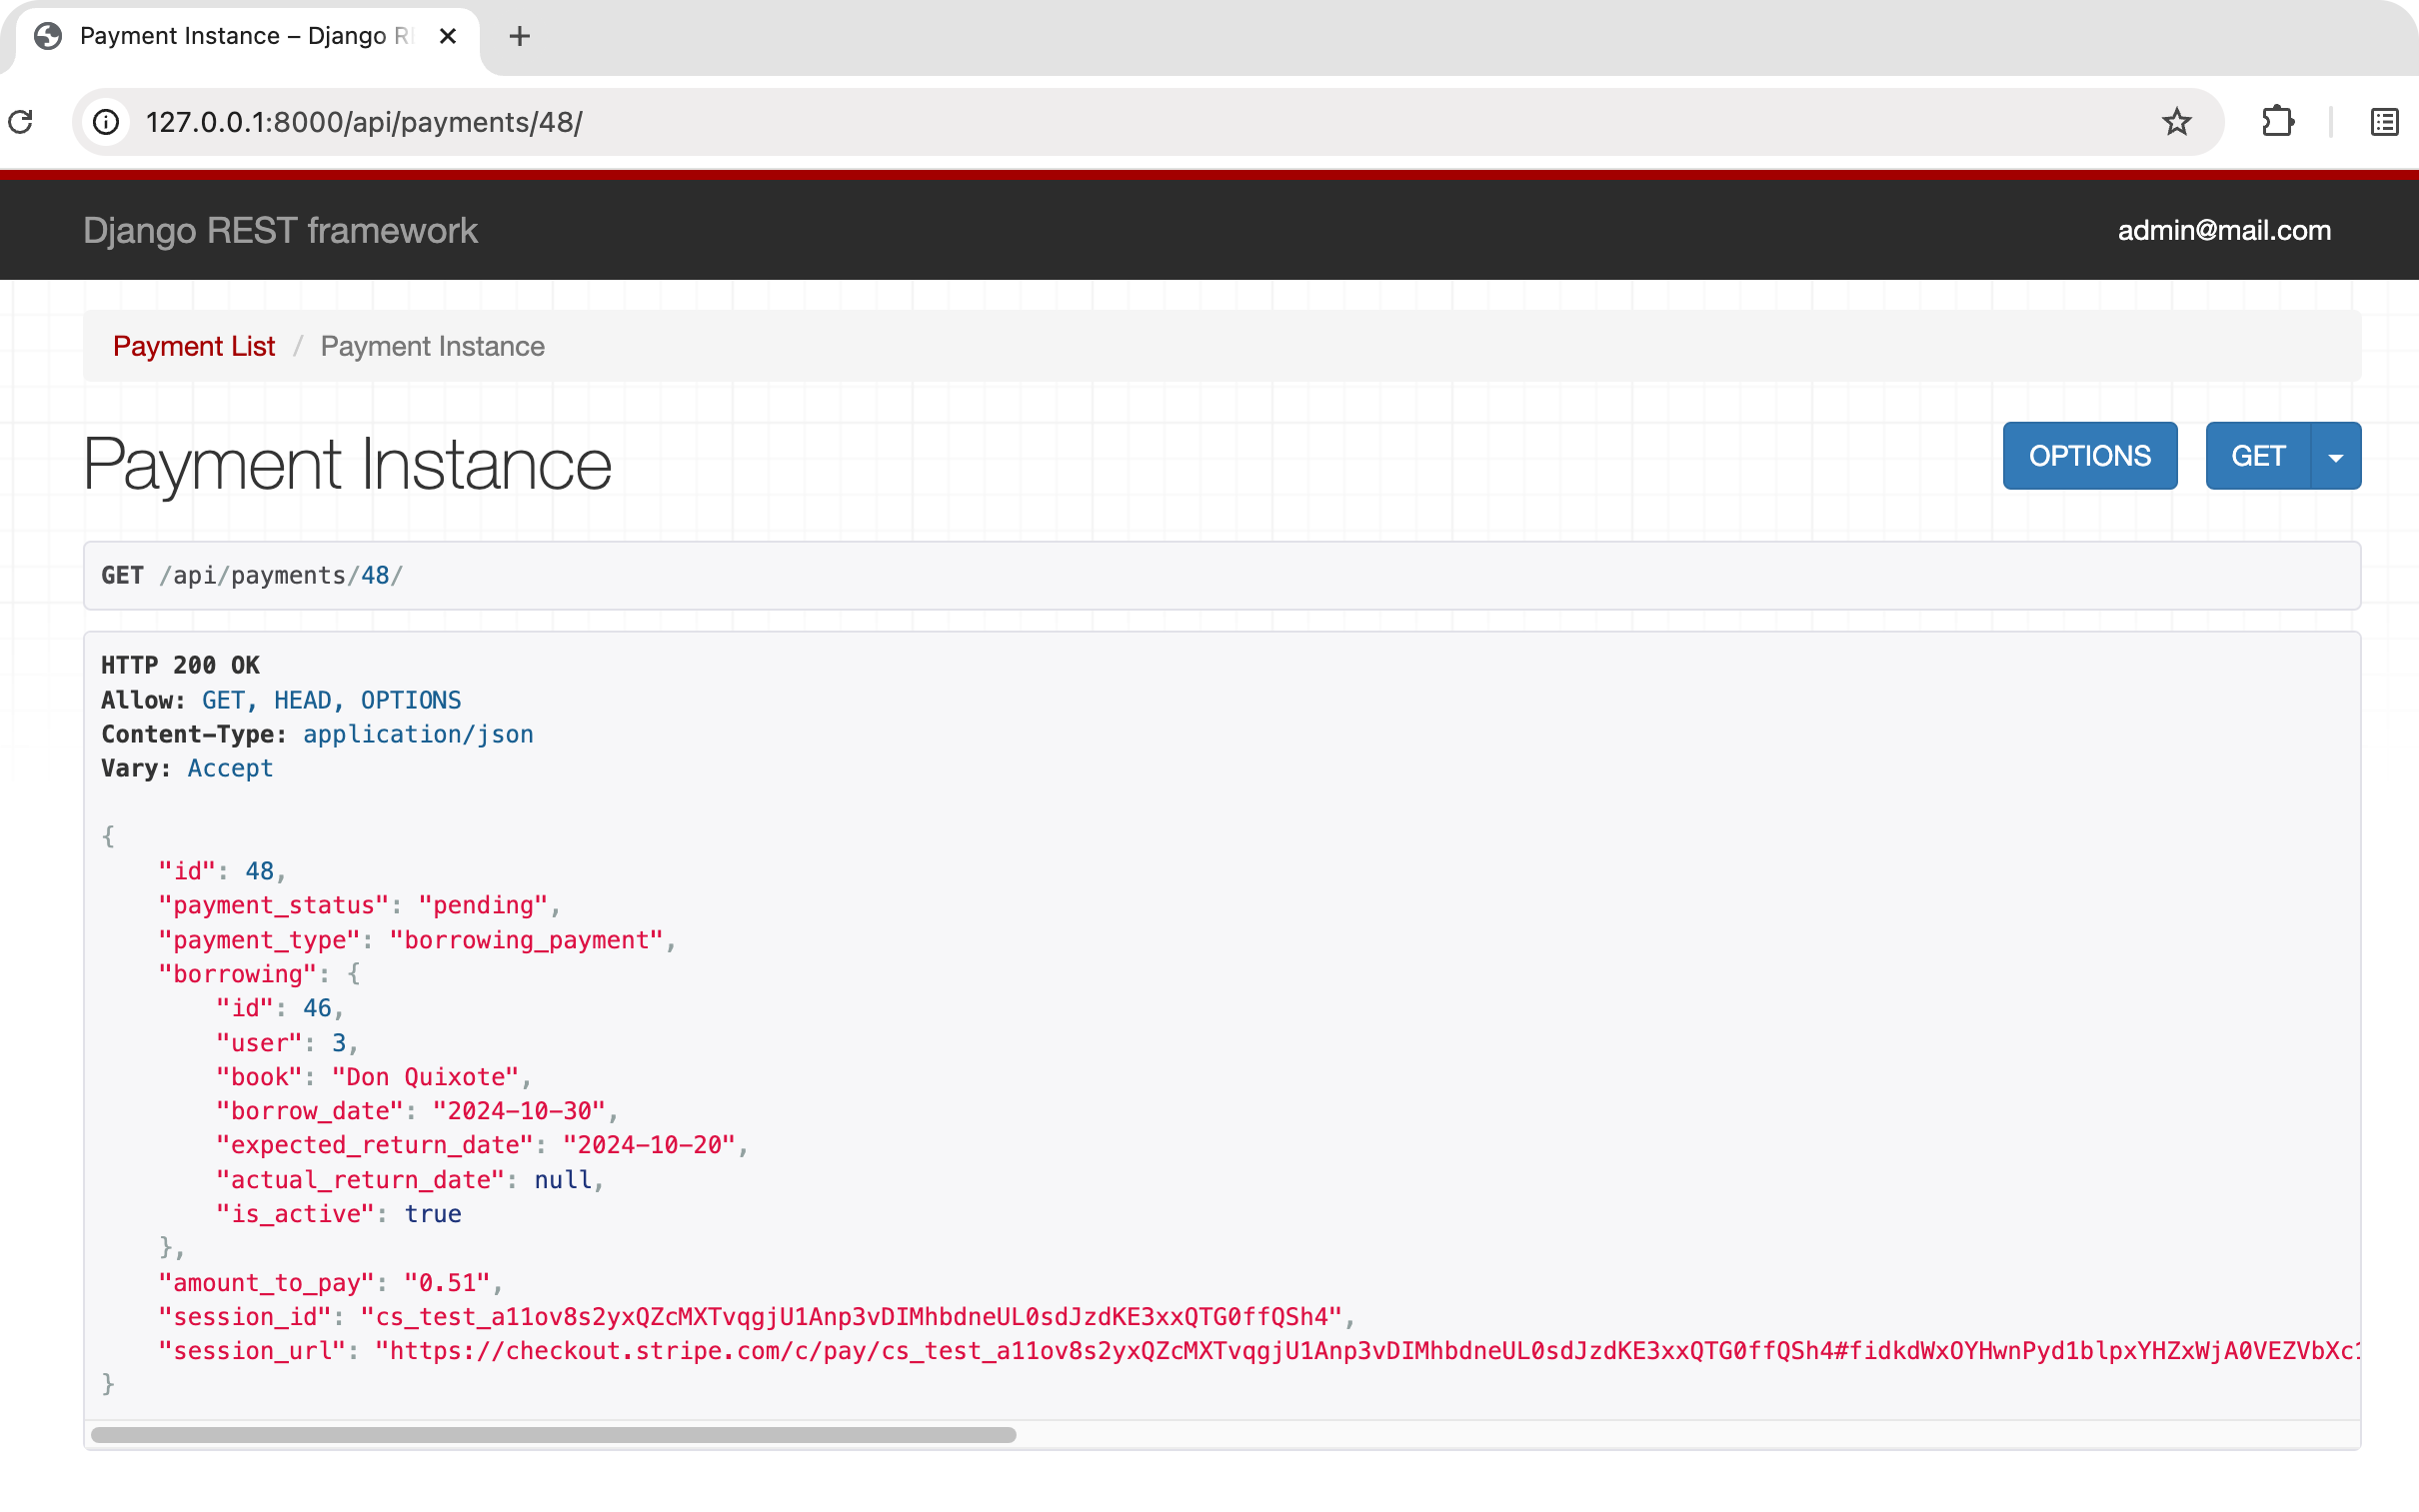 Payment Instance – Django R
127.0.0.1:8000/api/payments/48/
Django REST framework
admin@mail.com
Payment List / Payment Instance
Payment Instance
OPTIONS
GET
GET /api/payments/48/
HTTP 200 OK
Allow: GET, HEAD, OPTIONS
Content-Type: application/json
Vary: Accept
{
    "id": 48,
    "payment_status": "pending",
    "payment_type": "borrowing_payment",
    "borrowing": {
        "id": 46,
        "user": 3,
        "book": "Don Quixote",
        "borrow_date": "2024-10-30",
        "expected_return_date": "2024-10-20",
        "actual_return_date": null,
        "is_active": true
    },
    "amount_to_pay": "0.51",
    "session_id": "cs_test_a11ov8s2yxQZcMXTvqgjU1Anp3vDIMhbdneUL0sdJzdKE3xxQTG0ffQSh4",
    "session_url": "https://checkout.stripe.com/c/pay/cs_test_a11ov8s2yxQZcMXTvqgjU1Anp3vDIMhbdneUL0sdJzdKE3xxQTG0ffQSh4#fidkdWxOYHwnPyd1blpxYHZxWjA0VEZVbXc1
}